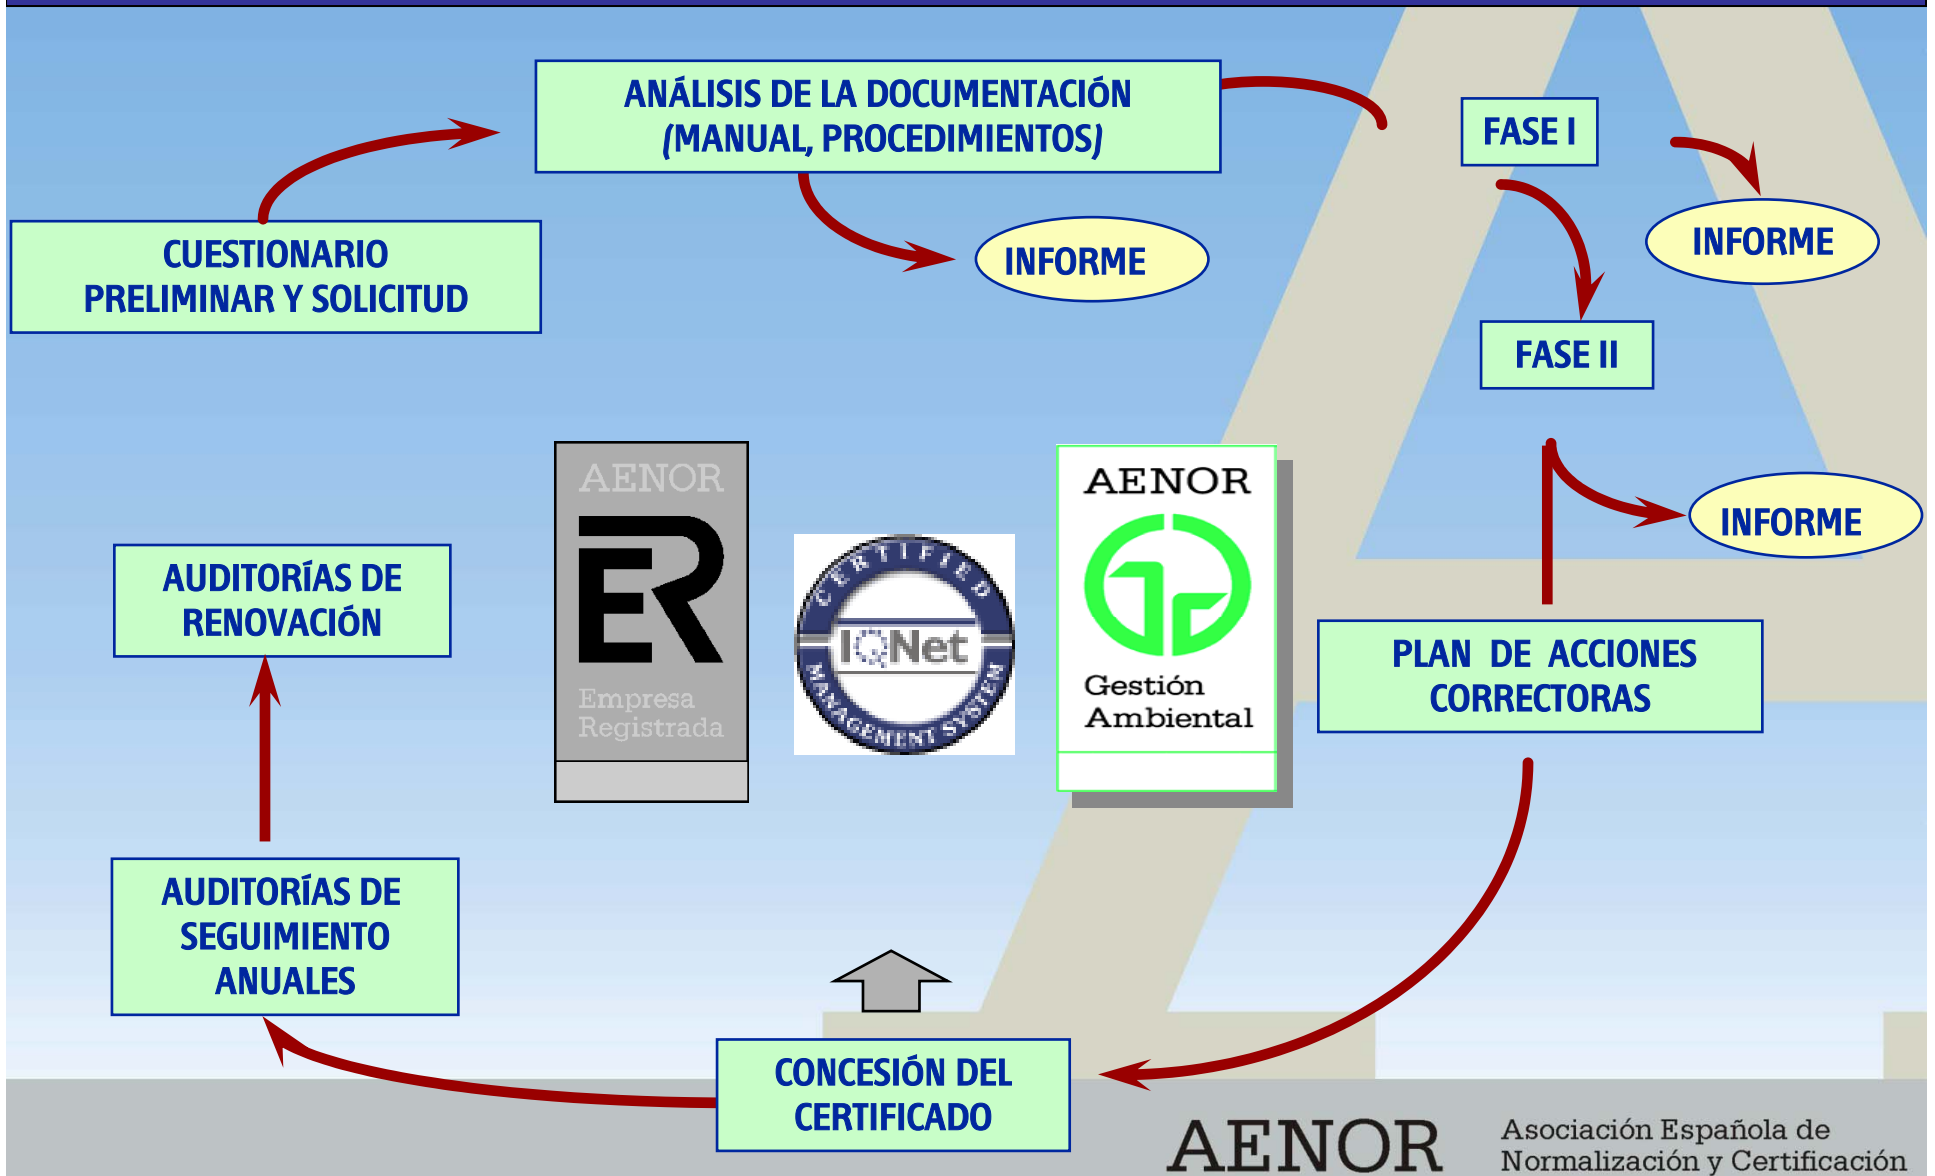 ANÁLISIS DE LA DOCUMENTACIÓN
(MANUAL, PROCEDIMIENTOS)
FASE I
CUESTIONARIO
PRELIMINAR Y SOLICITUD
INFORME
INFORME
FASE II
INFORME
AENOR
ER
Empresa
Registrada
CERTIFIED
IQNet
MANAGEMENT SYSTEM
AENOR
Gestión
Ambiental
AUDITORÍAS DE
RENOVACIÓN
PLAN DE ACCIONES
CORRECTORAS
AUDITORÍAS DE
SEGUIMIENTO
ANUALES
CONCESIÓN DEL
CERTIFICADO
AENOR
Asociación Española de
Normalización y Certificación